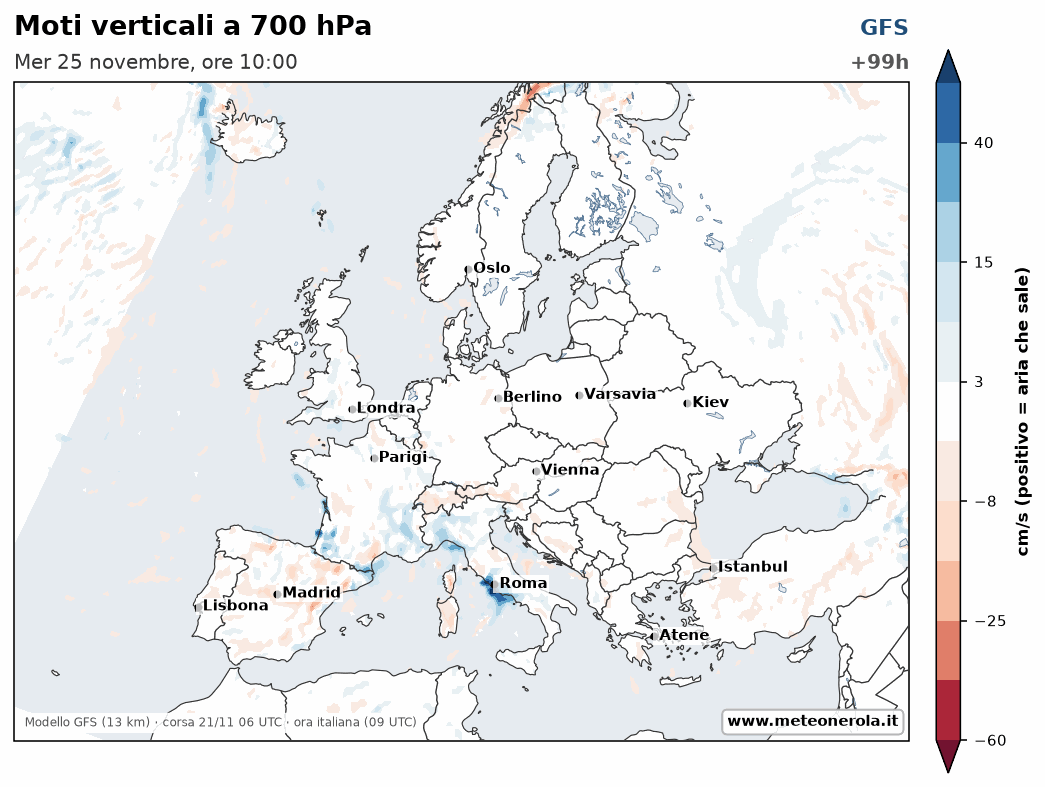 Moti verticali a 700 hPa
GFS
Mer 25 novembre, ore 10:00
+99h
40
15
3
−8
−25
−60
cm/s (positivo = aria che sale)
Oslo
Londra
Berlino
Varsavia
Kiev
Parigi
Vienna
Istanbul
Roma
Madrid
Lisbona
Atene
Modello GFS (13 km) · corsa 21/11 06 UTC · ora italiana (09 UTC)
www.meteonerola.it